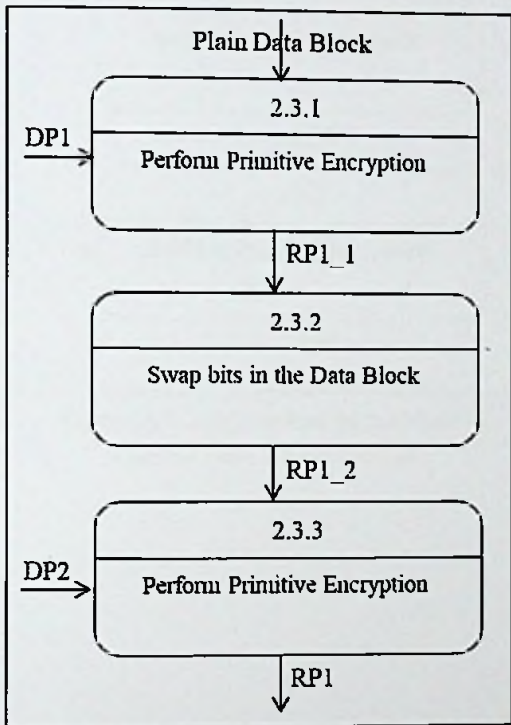 Plain Data Block
2.3.1
DP1
Perform Primitive Encryption
RP1_1
2.3.2
Swap bits in the Data Block
RP1_2
2.3.3
DP2
Perform Primitive Encryption
RP1